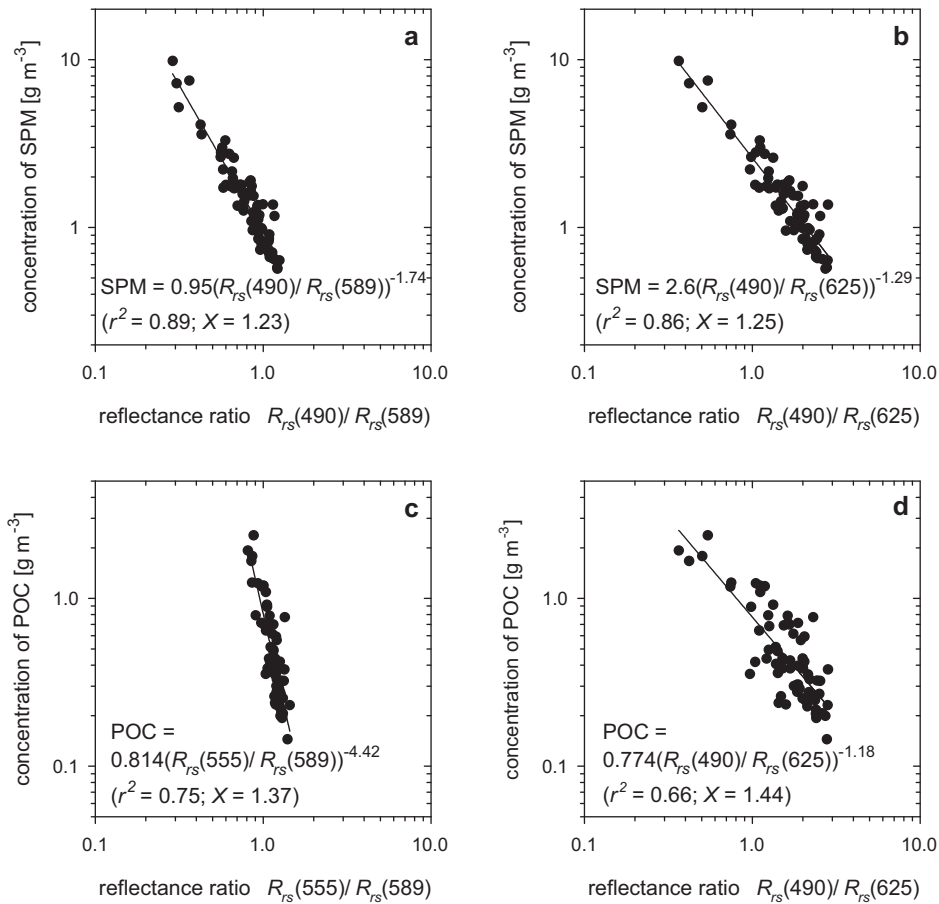 a
concentration of SPM [g m⁻³]
10
1
SPM = 0.95(Rrs(490)/ Rrs(589))⁻¹·⁷⁴
(r² = 0.89; X = 1.23)
0.1
1.0
10.0
reflectance ratio Rrs(490)/ Rrs(589)
b
concentration of SPM [g m⁻³]
10
1
SPM = 2.6(Rrs(490)/ Rrs(625))⁻¹·²⁹
(r² = 0.86; X = 1.25)
0.1
1.0
10.0
reflectance ratio Rrs(490)/ Rrs(625)
c
concentration of POC [g m⁻³]
1.0
0.1
POC =
0.814(Rrs(555)/ Rrs(589))⁻⁴·⁴²
(r² = 0.75; X = 1.37)
0.1
1.0
10.0
reflectance ratio Rrs(555)/ Rrs(589)
d
concentration of POC [g m⁻³]
1.0
0.1
POC =
0.774(Rrs(490)/ Rrs(625))⁻¹·¹⁸
(r² = 0.66; X = 1.44)
0.1
1.0
10.0
reflectance ratio Rrs(490)/ Rrs(625)